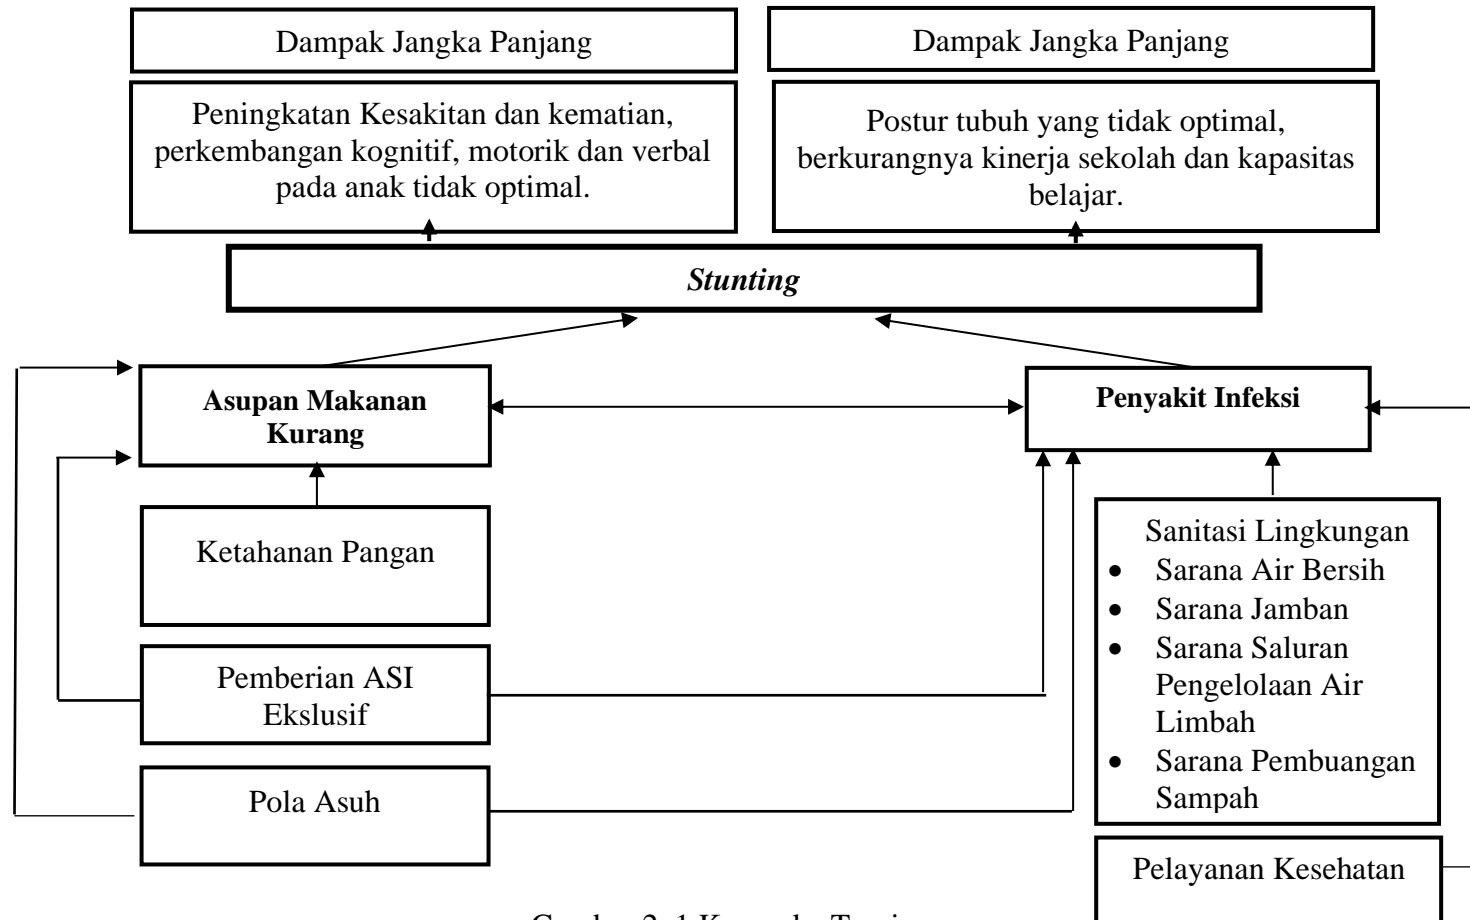 Dampak Jangka Panjang
Dampak Jangka Panjang
Peningkatan Kesakitan dan kematian,
perkembangan kognitif, motorik dan verbal
pada anak tidak optimal.
Postur tubuh yang tidak optimal,
berkurangnya kinerja sekolah dan kapasitas
belajar.
Stunting
Asupan Makanan
Kurang
Penyakit Infeksi
Ketahanan Pangan
Pemberian ASI
Ekslusif
Pola Asuh
Sanitasi Lingkungan
• Sarana Air Bersih
• Sarana Jamban
• Sarana Saluran
Pengelolaan Air
Limbah
• Sarana Pembuangan
Sampah
Pelayanan Kesehatan